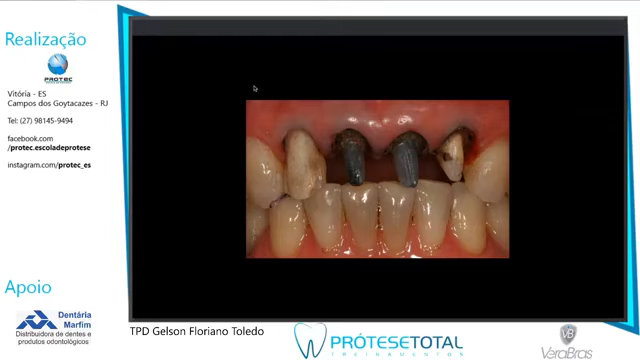 Realização
PROTEC
Vitória - ES
Campos dos Goytacazes - RJ
Tel: (27) 98145-9494
facebook.com
/protec.escoladeprotese
instagram.com/protec_es
Apoio
Dentária
Marfim
Distribuidora de dentes e
produtos odontológicos
TPD Gelson Floriano Toledo
PRÓTESETOTAL
TREINAMENTOS
VB
VeraBras